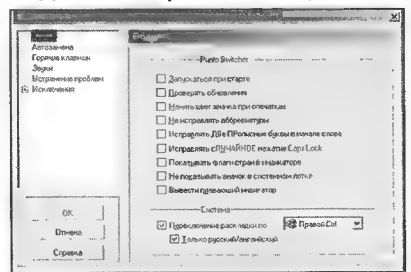 Автозамена
Горячие клавиши
Звуки
Устранение проблем
Исключения
OK
Отмена
Справка
Punto Switcher
Запускаться при старте
Проверять обновления
Менять цвет значка при опечатках
Не исправлять аббревиатуры
Исправлять ДВе ПРописные буквы в начале слова
Исправлять сЛУЧАЙНОЕ нажатие Caps Lock
Показывать флаги стран в индикаторе
Не показывать значок в системном лотке
Вывести плавающий индикатор
Система
Переключение раскладки по Правой Ctrl
Только русский/английский